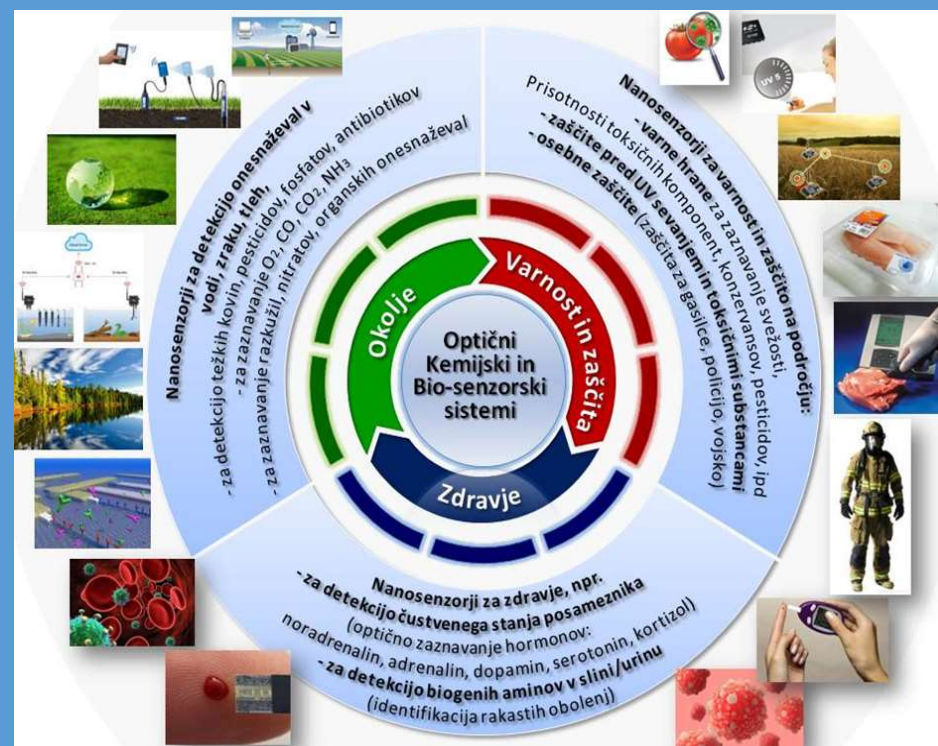 Optični
Kemijski in
Bio-senzorski
sistemi
Okolje
Varnost in zaščita
Zdravje
Nanosenzorji za detekcijo onesnaževal v
vodi, zraku, tleh,
- za detekcijo težkih kovin, pesticidov, fosfatov, antibiotikov
- za zaznavanje O₂, CO, CO₂, NH₃
- za zaznavanje razkužil, nitratov, organskih onesnaževal
Nanosenzorji za varnost in zaščito na področju:
- varne hrane za zaznavanje svežosti,
Prisotnosti toksičnih komponent, konzervansov, pesticidov, ipd
- zaščite pred UV sevanjem in toksičnimi substancami
- osebne zaščite (zaščita za gasilce, policijo, vojsko)
Nanosenzorji za zdravje, npr.
- za detekcijo čustvenega stanja posameznika
(optično zaznavanje hormonov:
noradrenalin, adrenalin, dopamin, serotonin, kortizol)
- za detekcijo biogenih aminov v slini/urinu
(identifikacija rakastih obolenj)
UV 5